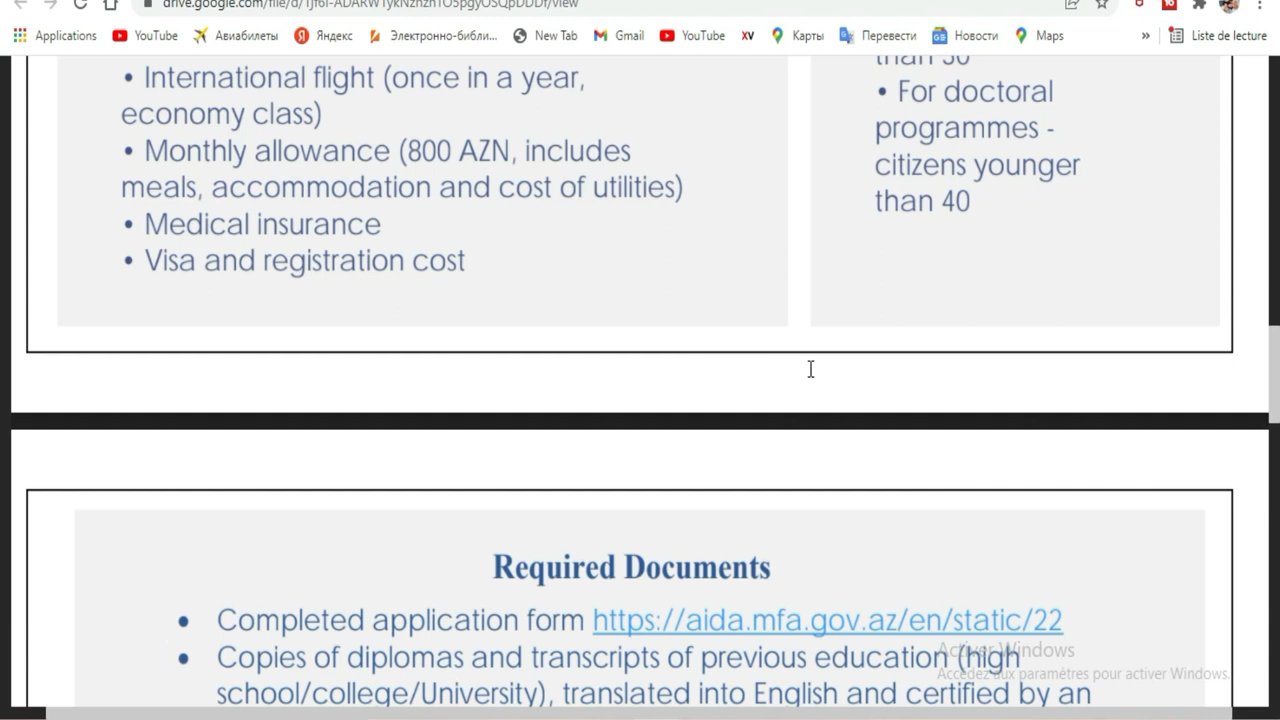 Applications YouTube Авиабилеты Яндекс Электронно-библи... New Tab Gmail YouTube XV Карты Перевести Новости Maps » Liste de lecture
• International flight (once in a year,
economy class)
• Monthly allowance (800 AZN, includes
meals, accommodation and cost of utilities)
• Medical insurance
• Visa and registration cost
than 30
• For doctoral
programmes -
citizens younger
than 40
Required Documents
• Completed application form https://aida.mfa.gov.az/en/static/22
• Copies of diplomas and transcripts of previous education (high
school/college/University), translated into English and certified by an
Activer Windows
Accédez aux paramètres pour activer Windows.